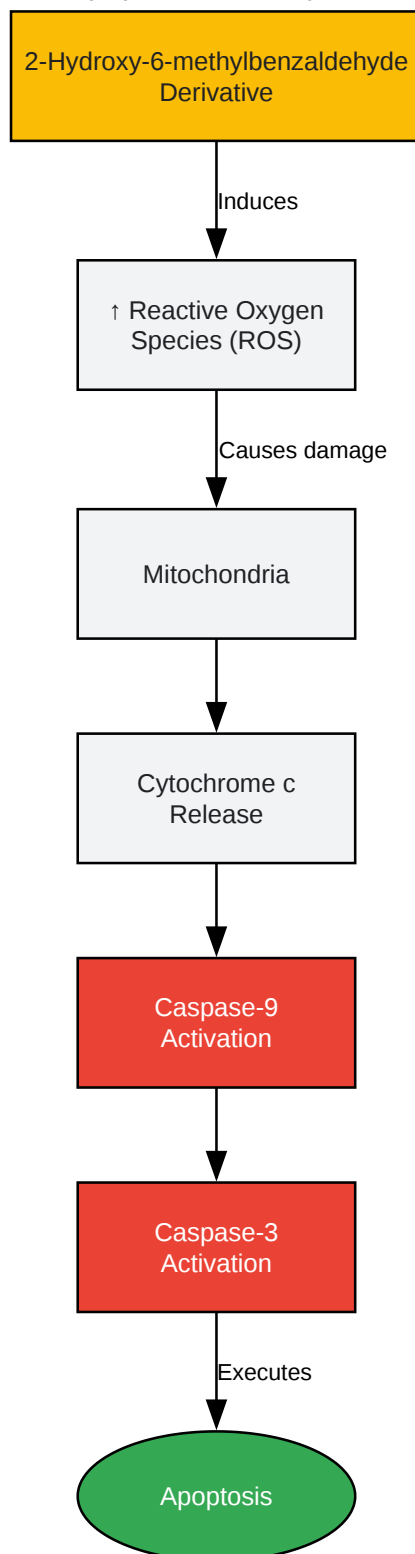 2-Hydroxy-6-methylbenzaldehyde
Derivative
Induces
↑ Reactive Oxygen
Species (ROS)
Causes damage
Mitochondria
Cytochrome c
Release
Caspase-9
Activation
Caspase-3
Activation
Executes
Apoptosis